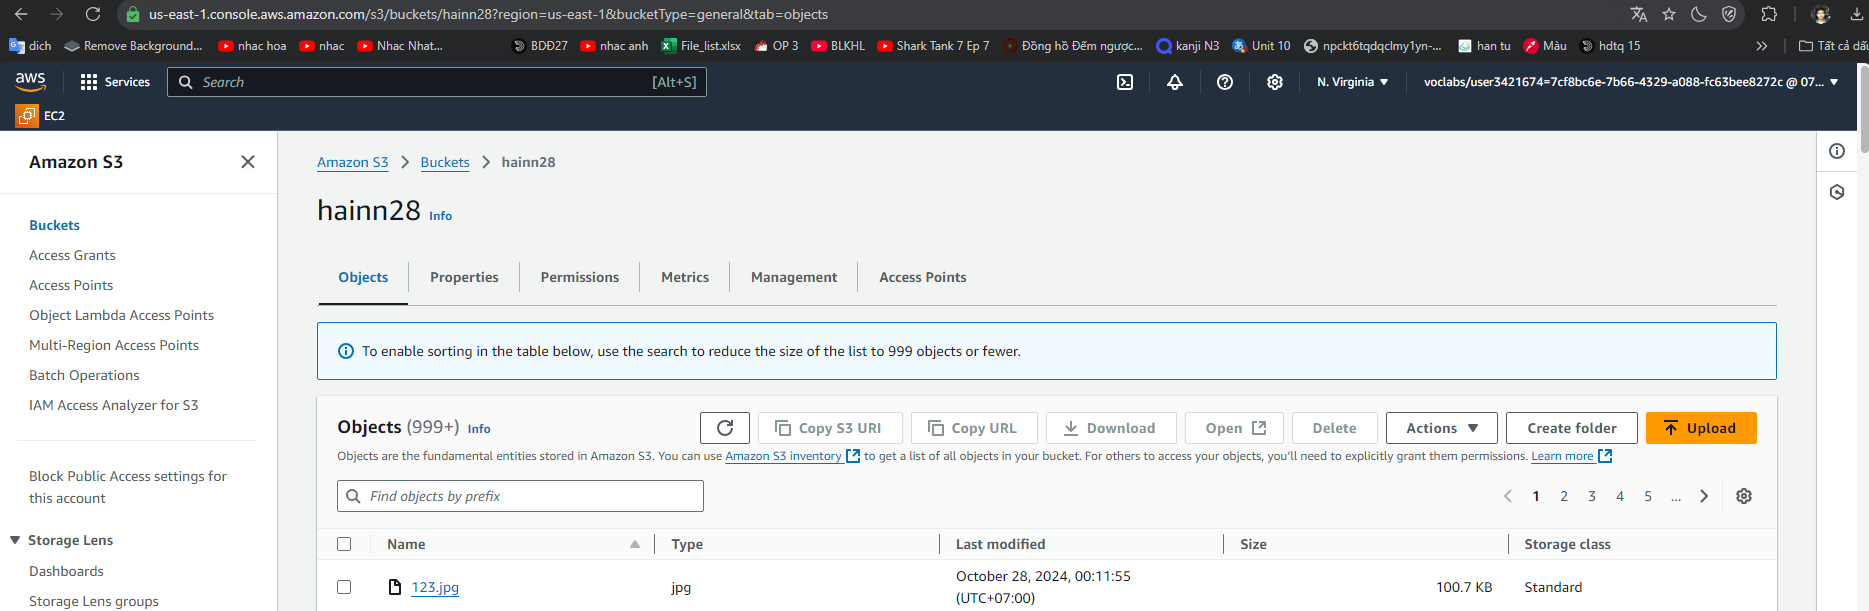 us-east-1.console.aws.amazon.com/s3/buckets/hainn28?region=us-east-1&bucketType=general&tab=objects
dich Remove Background... nhac hoa nhac Nhac Nhat... BDĐ27 nhac anh File_list.xlsx OP 3 BLKHL Shark Tank 7 Ep 7 Đồng hồ Đếm ngược... kanji N3 Unit 10 npckt6tqdqclmy1yn-... han tu Màu hdtq 15 » Tất cả dấu
aws Services Search [Alt+S] N. Virginia voclabs/user3421674=7cf8bc6e-7b66-4329-a088-fc63bee8272c @ 07...
EC2
Amazon S3
Buckets
Access Grants
Access Points
Object Lambda Access Points
Multi-Region Access Points
Batch Operations
IAM Access Analyzer for S3
Block Public Access settings for
this account
Storage Lens
Dashboards
Storage Lens groups
Amazon S3 > Buckets > hainn28
hainn28 Info
Objects Properties Permissions Metrics Management Access Points
To enable sorting in the table below, use the search to reduce the size of the list to 999 objects or fewer.
Objects (999+) Info Copy S3 URI Copy URL Download Open Delete Actions Create folder Upload
Objects are the fundamental entities stored in Amazon S3. You can use Amazon S3 inventory to get a list of all objects in your bucket. For others to access your objects, you'll need to explicitly grant them permissions. Learn more
Find objects by prefix < 1 2 3 4 5 ... >
Name Type Last modified Size Storage class
123.jpg jpg October 28, 2024, 00:11:55 100.7 KB Standard
(UTC+07:00)